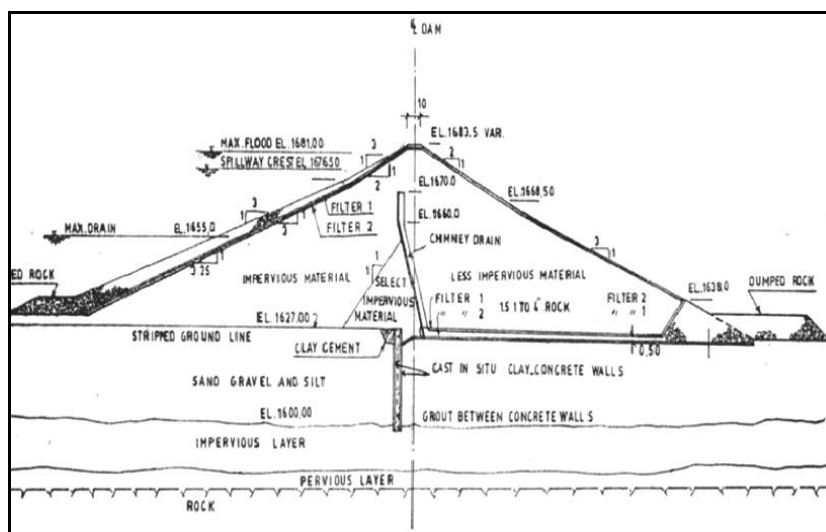 ℄ DAM
10
MAX. FLOOD EL. 1681,00
3
1
EL. 1683,5 VAR.
SPILLWAY CREST EL 1676,50
2
1
2
1
EL.1670,0
EL.1668,50
FILTER 1
FILTER 2
EL.1660,0
MAX. DRAIN
EL.1655,0
3
1
3
1
CHIMNEY DRAIN
3
1
3.25
1
1
1
IMPERVIOUS MATERIAL
SELECT
IMPERVIOUS
MATERIAL
LESS IMPERVIOUS MATERIAL
EL.1638,0
ED ROCK
DUMPED ROCK
FILTER 1
" " 2
1 TO 4" ROCK
FILTER 2
" " 1
EL.1627,00
STRIPPED GROUND LINE
CLAY CEMENT
0,50
SAND GRAVEL AND SILT
CAST IN SITU CLAY_CONCRETE WALLS
EL.1600,00
GROUT BETWEEN CONCRETE WALLS
IMPERVIOUS LAYER
PERVIOUS LAYER
ROCK